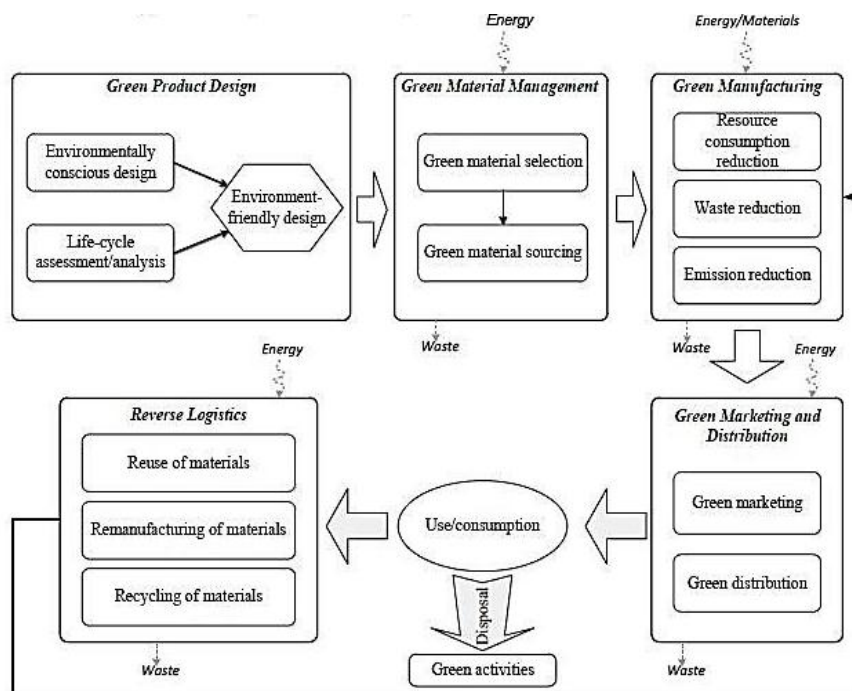 Energy
Energy/Materials
Green Product Design
Green Material Management
Green Manufacturing
Environmentally
conscious design
Life-cycle
assessment/analysis
Environment-
friendly design
Green material selection
Green material sourcing
Resource
consumption
reduction
Waste reduction
Emission reduction
Waste
Waste
Energy
Energy
Reverse Logistics
Reuse of materials
Remanufacturing of materials
Recycling of materials
Use/consumption
Green Marketing and
Distribution
Green marketing
Green distribution
Disposal
Green activities
Waste
Waste